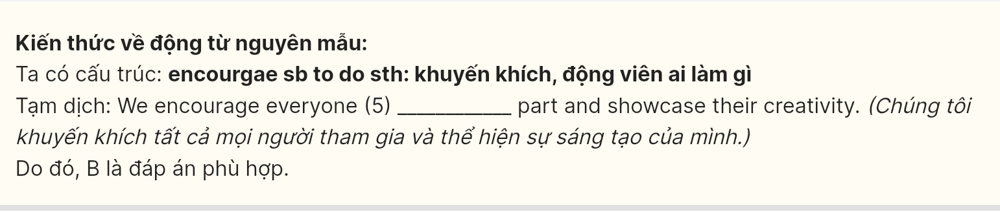 Kiến thức về động từ nguyên mẫu:
Ta có cấu trúc: encourgae sb to do sth: khuyến khích, động viên ai làm gì
Tạm dịch: We encourage everyone (5) ___________ part and showcase their creativity. (Chúng tôi
khuyến khích tất cả mọi người tham gia và thể hiện sự sáng tạo của mình.)
Do đó, B là đáp án phù hợp.